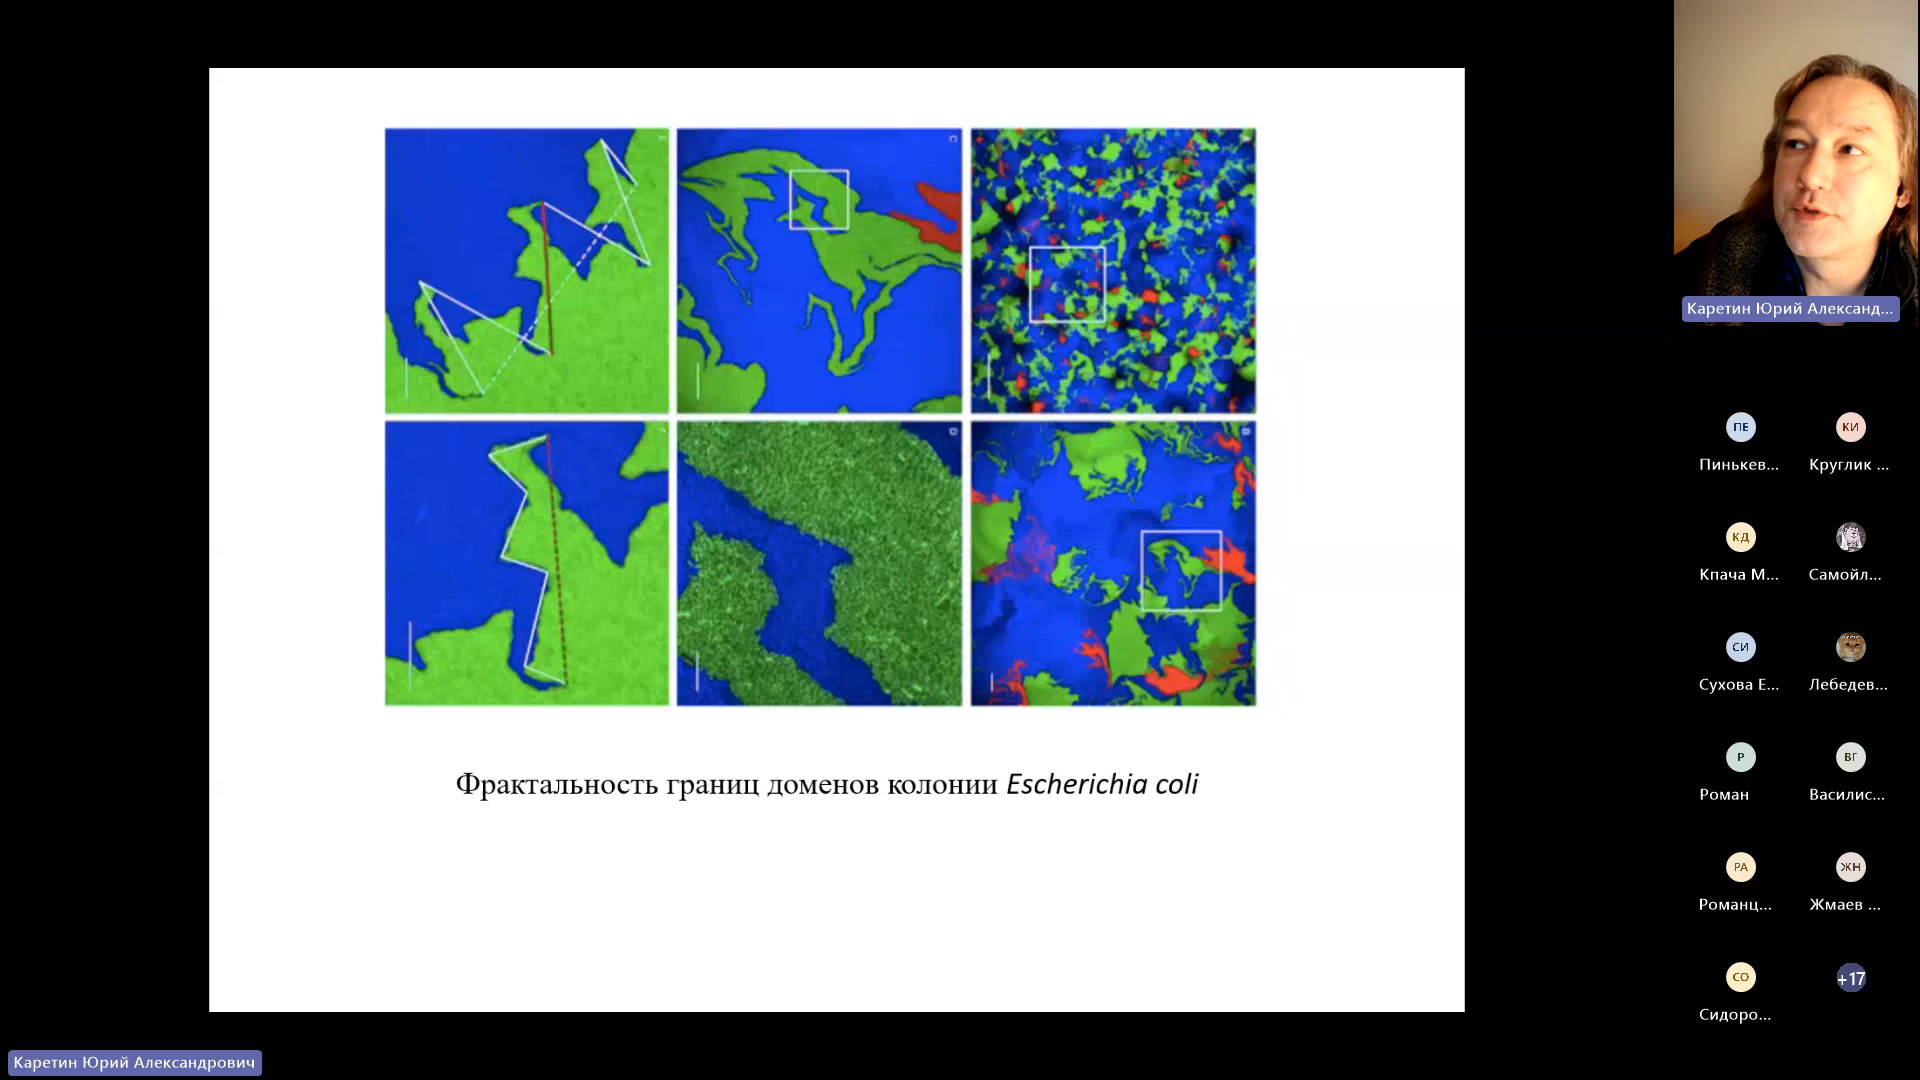 Фрактальность границ доменов колонии Escherichia coli
Каретин Юрий Александ...
ПЕ
КИ
Пинькев...
Круглик ...
КД
Кпача М...
Самойл...
СИ
Сухова Е...
Лебедев...
Р
ВГ
Роман
Василис...
РА
ЖН
Романц...
Жмаев ...
СО
+17
Сидоро...
Каретин Юрий Александрович